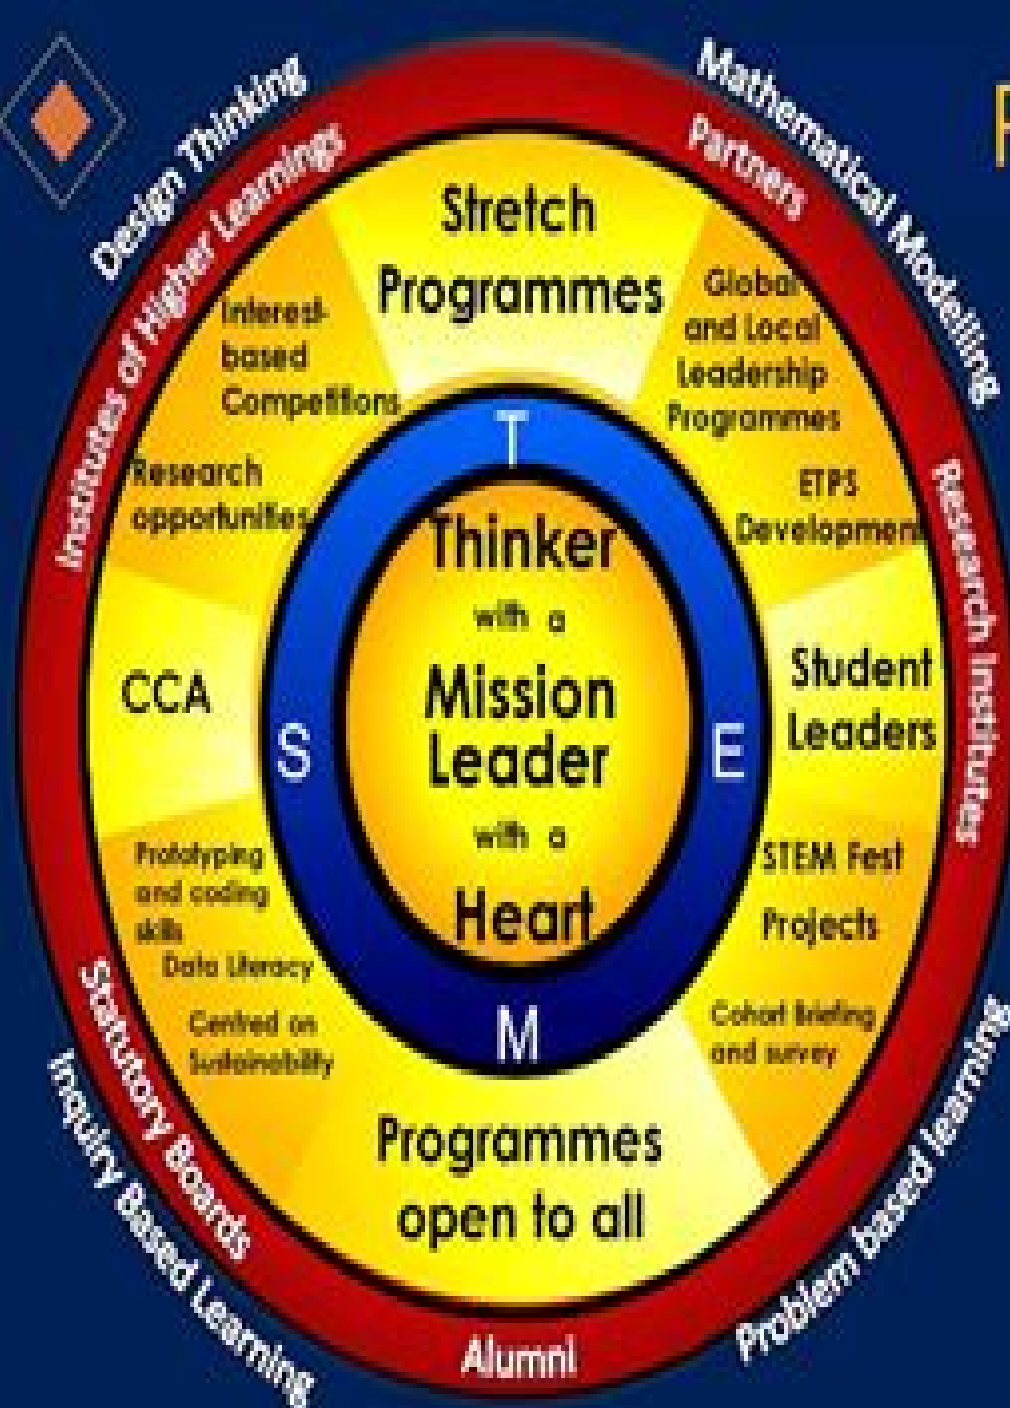 Design Thinking
Mathematical Modelling
Institutes of Higher Learnings
Partners
Stretch
Programmes
Interest-
based
Competitions
Research
opportunities
Global
and Local
Leadership
Programmes
ETPS
Development
T
Thinker
with a
Mission
Leader
with a
Heart
S
E
M
CCA
Student
Leaders
Research Institutes
Prototyping
and coding
skills
Data Literacy
Centred on
Sustainability
STEM Fest
Projects
Cohort Briefing
and survey
Programmes
open to all
Statutory Boards
Inquiry Based Learning
Alumni
Problem based learning